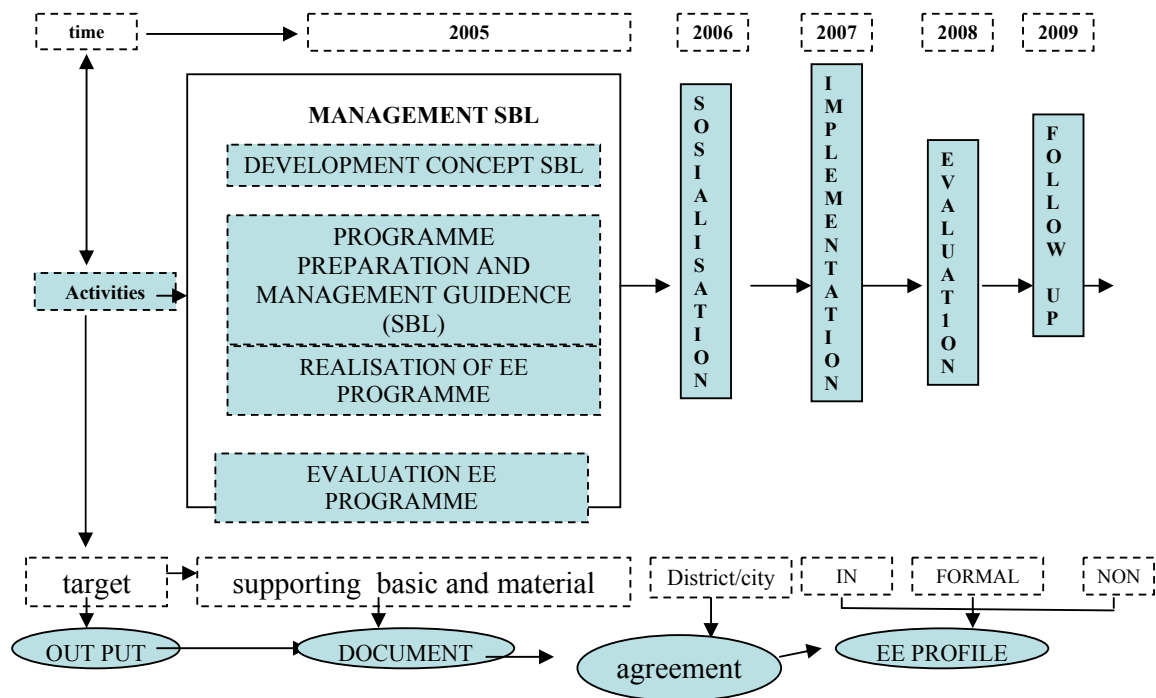 time
2005
2006
2007
2008
2009
MANAGEMENT SBL
DEVELOPMENT CONCEPT SBL
PROGRAMME
PREPARATION AND
MANAGEMENT GUIDENCE
(SBL)
REALISATION OF EE
PROGRAMME
EVALUATION EE
PROGRAMME
Activities
SOSIALISATION
IMPLEMENTATION
EVALUAT1ON
FOLLOW UP
target
supporting basic and material
District/city
IN
FORMAL
NON
OUT PUT
DOCUMENT
agreement
EE PROFILE